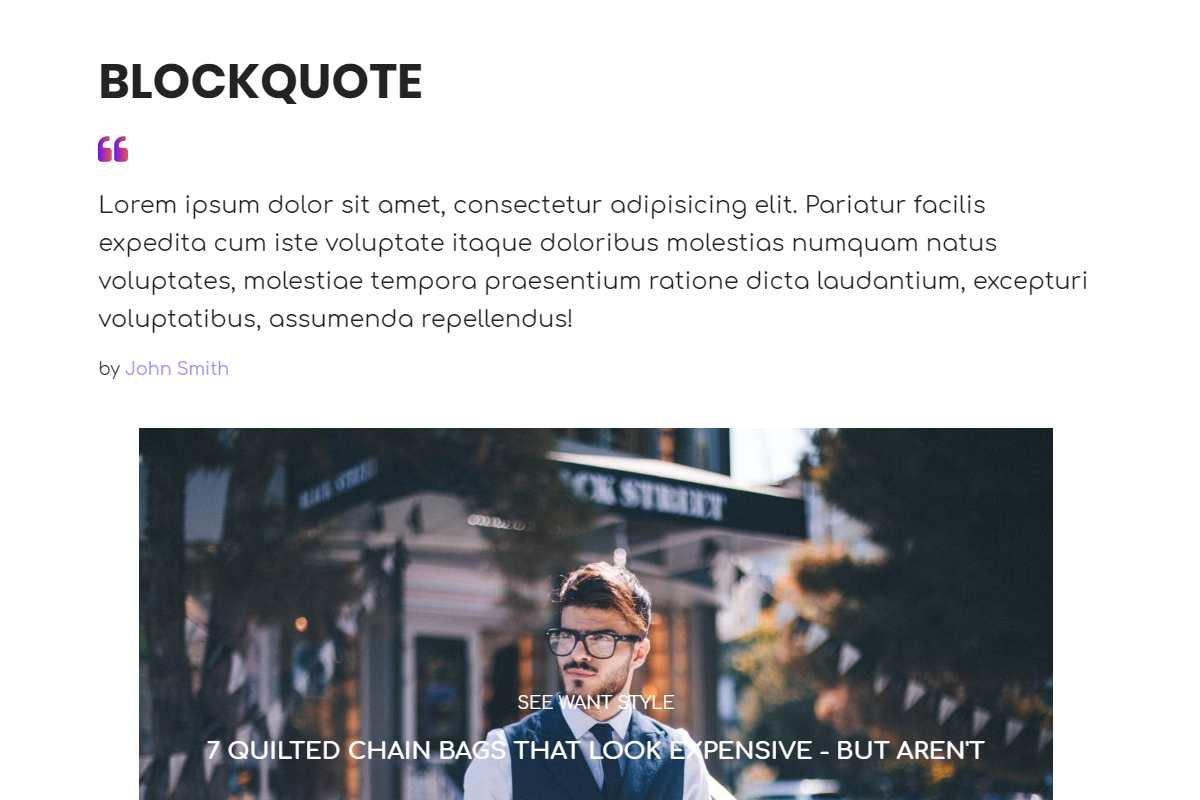 BLOCKQUOTE
Lorem ipsum dolor sit amet, consectetur adipisicing elit. Pariatur facilis
expedita cum iste voluptate itaque doloribus molestias numquam natus
voluptates, molestiae tempora praesentium ratione dicta laudantium, excepturi
voluptatibus, assumenda repellendus!
by John Smith
BLACK STREET
CK STREET
SEE WANT STYLE
7 QUILTED CHAIN BAGS THAT LOOK EXPENSIVE - BUT AREN'T